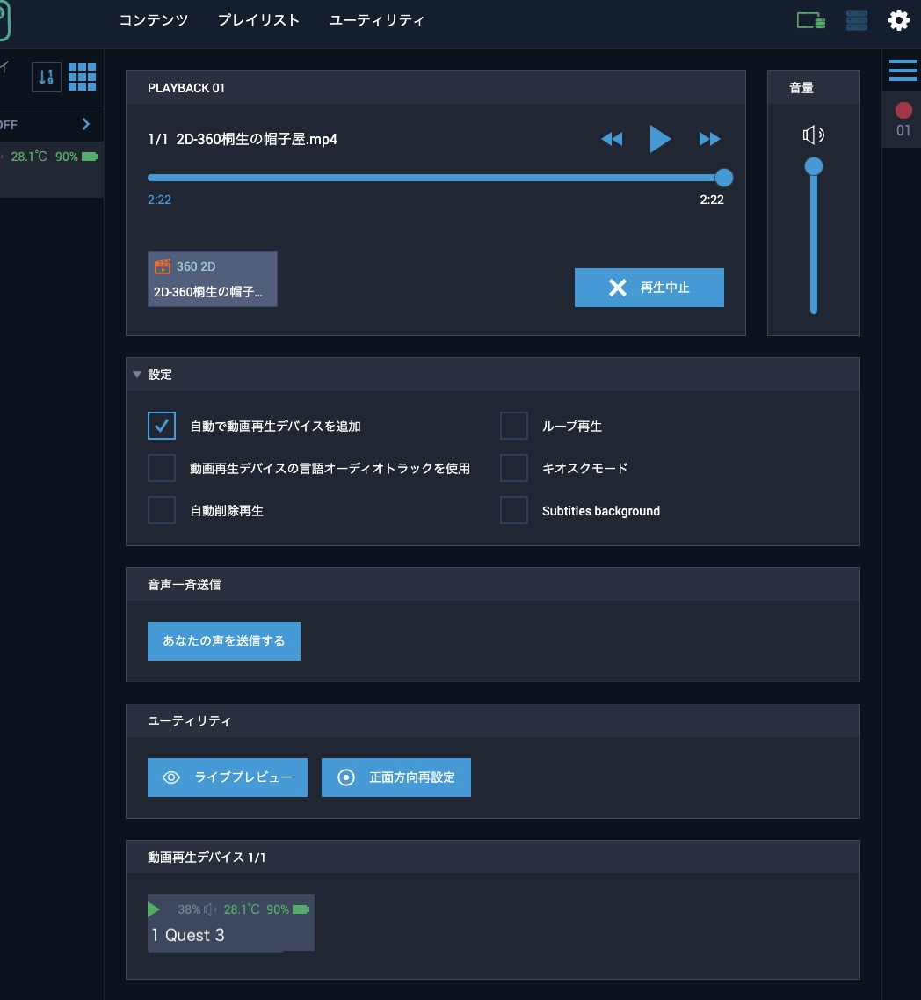 コンテンツ プレイリスト ユーティリティ
イ
OFF
28.1℃ 90%
PLAYBACK 01
1/1 2D-360桐生の帽子屋.mp4
2:22 2:22
360 2D
2D-360桐生の帽子...
再生中止
音量
01
設定
自動で動画再生デバイスを追加
ループ再生
動画再生デバイスの言語オーディオトラックを使用
キオスクモード
自動削除再生
Subtitles background
音声一斉送信
あなたの声を送信する
ユーティリティ
ライブプレビュー
正面方向再設定
動画再生デバイス 1/1
38% 28.1℃ 90%
1 Quest 3